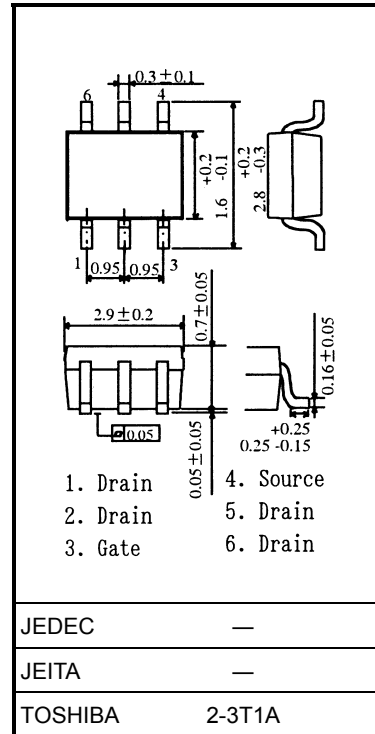 0.3±0.1
6 4
+0.2
1.6 -0.1
+0.2
2.8 -0.3
1 0.95 0.95 3
2.9±0.2
0.7±0.05
0.16±0.05
0.05
0.05±0.05
+0.25
0.25 -0.15
1. Drain
2. Drain
3. Gate
4. Source
5. Drain
6. Drain
JEDEC —
JEITA —
TOSHIBA 2-3T1A